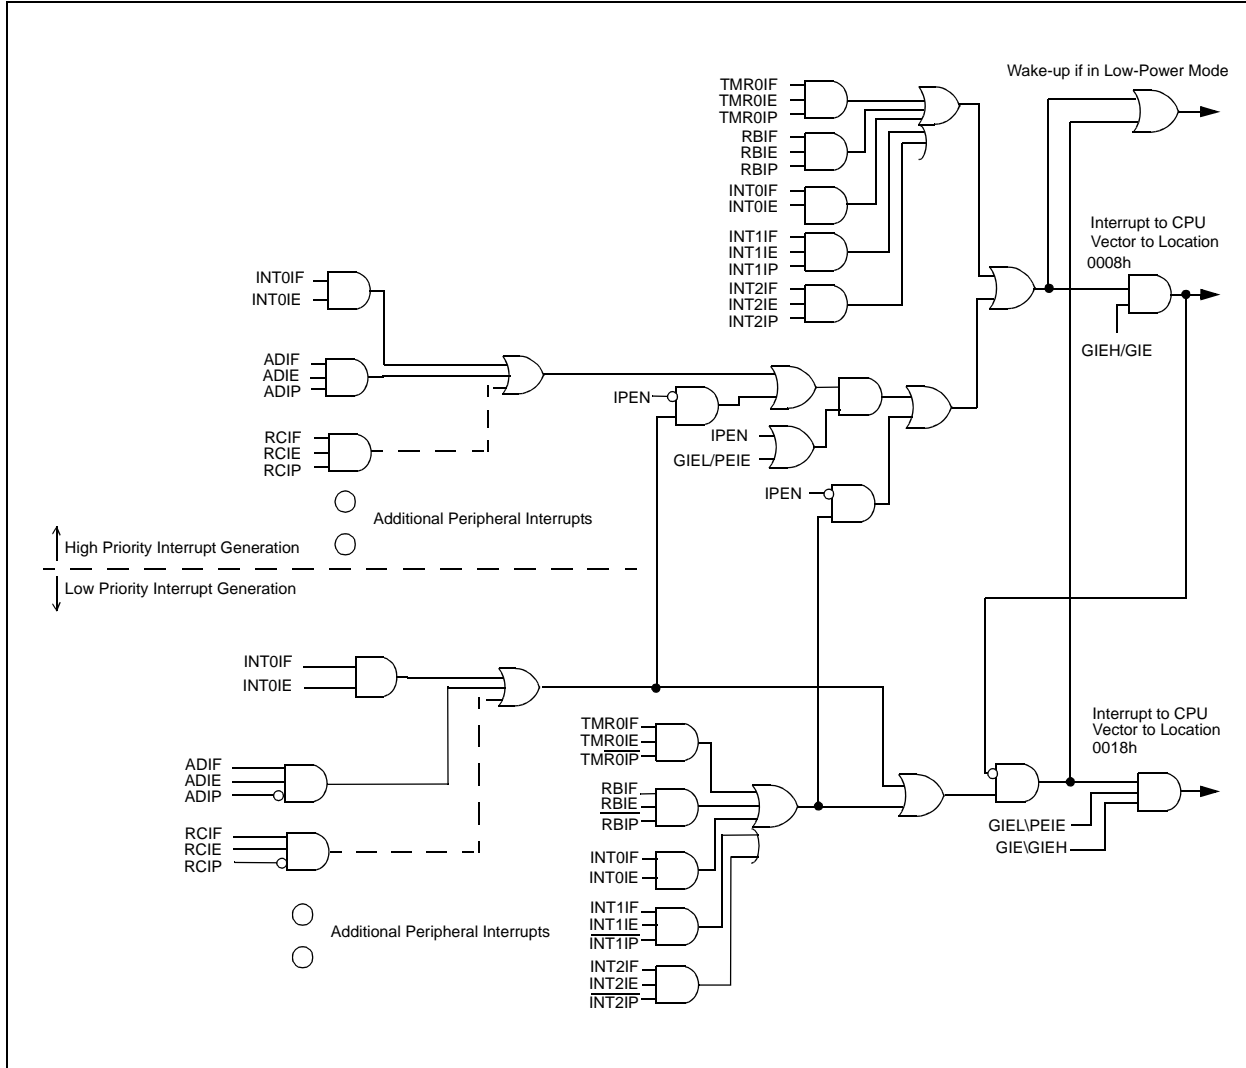 Wake-up if in Low-Power Mode
TMR0IF
TMR0IE
TMR0IP
RBIF
RBIE
RBIP
INT0IF
INT0IE
INT1IF
INT1IE
INT1IP
INT2IF
INT2IE
INT2IP
Interrupt to CPU
Vector to Location
0008h
GIEH/GIE
INT0IF
INT0IE
ADIF
ADIE
ADIP
RCIF
RCIE
RCIP
IPEN
IPEN
GIEL/PEIE
IPEN
Additional Peripheral Interrupts
High Priority Interrupt Generation
Low Priority Interrupt Generation
INT0IF
INT0IE
ADIF
ADIE
ADIP
RCIF
RCIE
RCIP
Additional Peripheral Interrupts
TMR0IF
TMR0IE
TMR0IP
RBIF
RBIE
RBIP
INT0IF
INT0IE
INT1IF
INT1IE
INT1IP
INT2IF
INT2IE
INT2IP
Interrupt to CPU
Vector to Location
0018h
GIEL\PEIE
GIE\GIEH